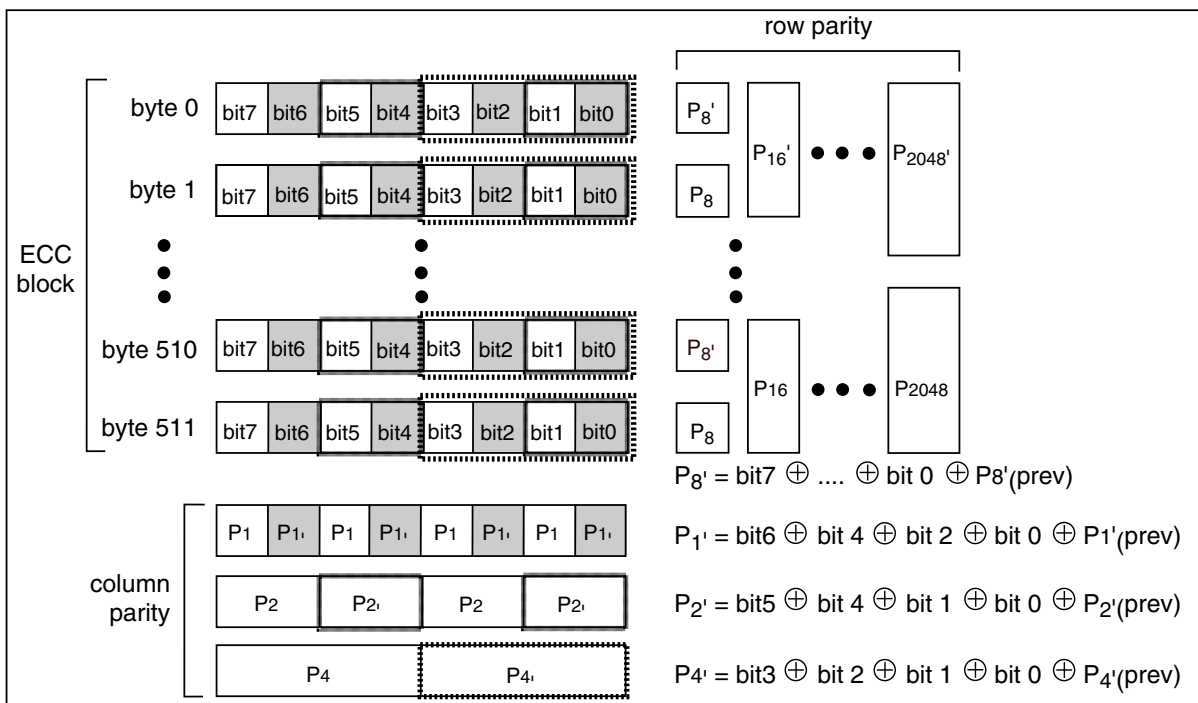 row parity
byte 0 bit7 bit6 bit5 bit4 bit3 bit2 bit1 bit0 P8' P16' P2048'
byte 1 bit7 bit6 bit5 bit4 bit3 bit2 bit1 bit0 P8
ECC
block
byte 510 bit7 bit6 bit5 bit4 bit3 bit2 bit1 bit0 P8' P16 P2048
byte 511 bit7 bit6 bit5 bit4 bit3 bit2 bit1 bit0 P8
P8' = bit7 ⊕ .... ⊕ bit 0 ⊕ P8'(prev)
P1 P1' P1 P1' P1 P1' P1 P1'
P1' = bit6 ⊕ bit 4 ⊕ bit 2 ⊕ bit 0 ⊕ P1'(prev)
column
parity
P2 P2' P2 P2'
P2' = bit5 ⊕ bit 4 ⊕ bit 1 ⊕ bit 0 ⊕ P2'(prev)
P4 P4'
P4' = bit3 ⊕ bit 2 ⊕ bit 1 ⊕ bit 0 ⊕ P4'(prev)